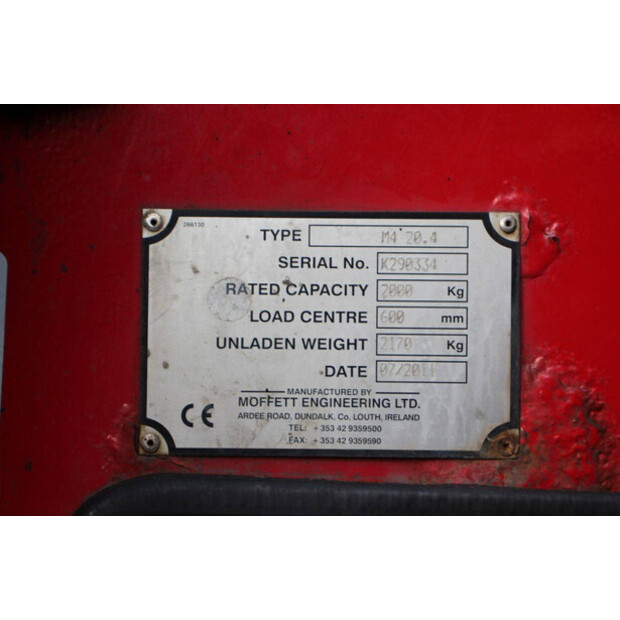 266130
TYPE M4 20.4
SERIAL No. K290334
RATED CAPACITY 2000 Kg
LOAD CENTRE 600 mm
UNLADEN WEIGHT 2170 Kg
DATE 07/2011
MANUFACTURED BY
MOFFETT ENGINEERING LTD.
ARDEE ROAD, DUNDALK, Co. LOUTH, IRELAND
TEL: +353 42 9359500
FAX: +353 42 9359590
CE